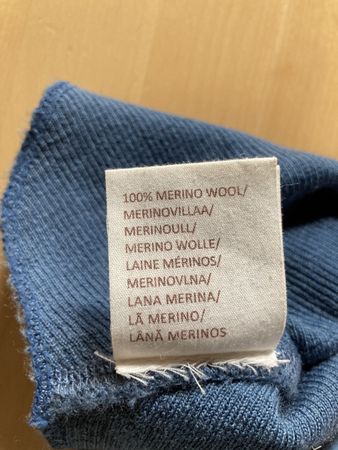 100% MERINO WOOL/
MERINOVILLAA/
MERINOULL/
MERINO WOLLE/
LAINE MÉRINOS/
MERINOVLNA/
LANA MERINA/
LÃ MERINO/
LÂNĂ MERINOS